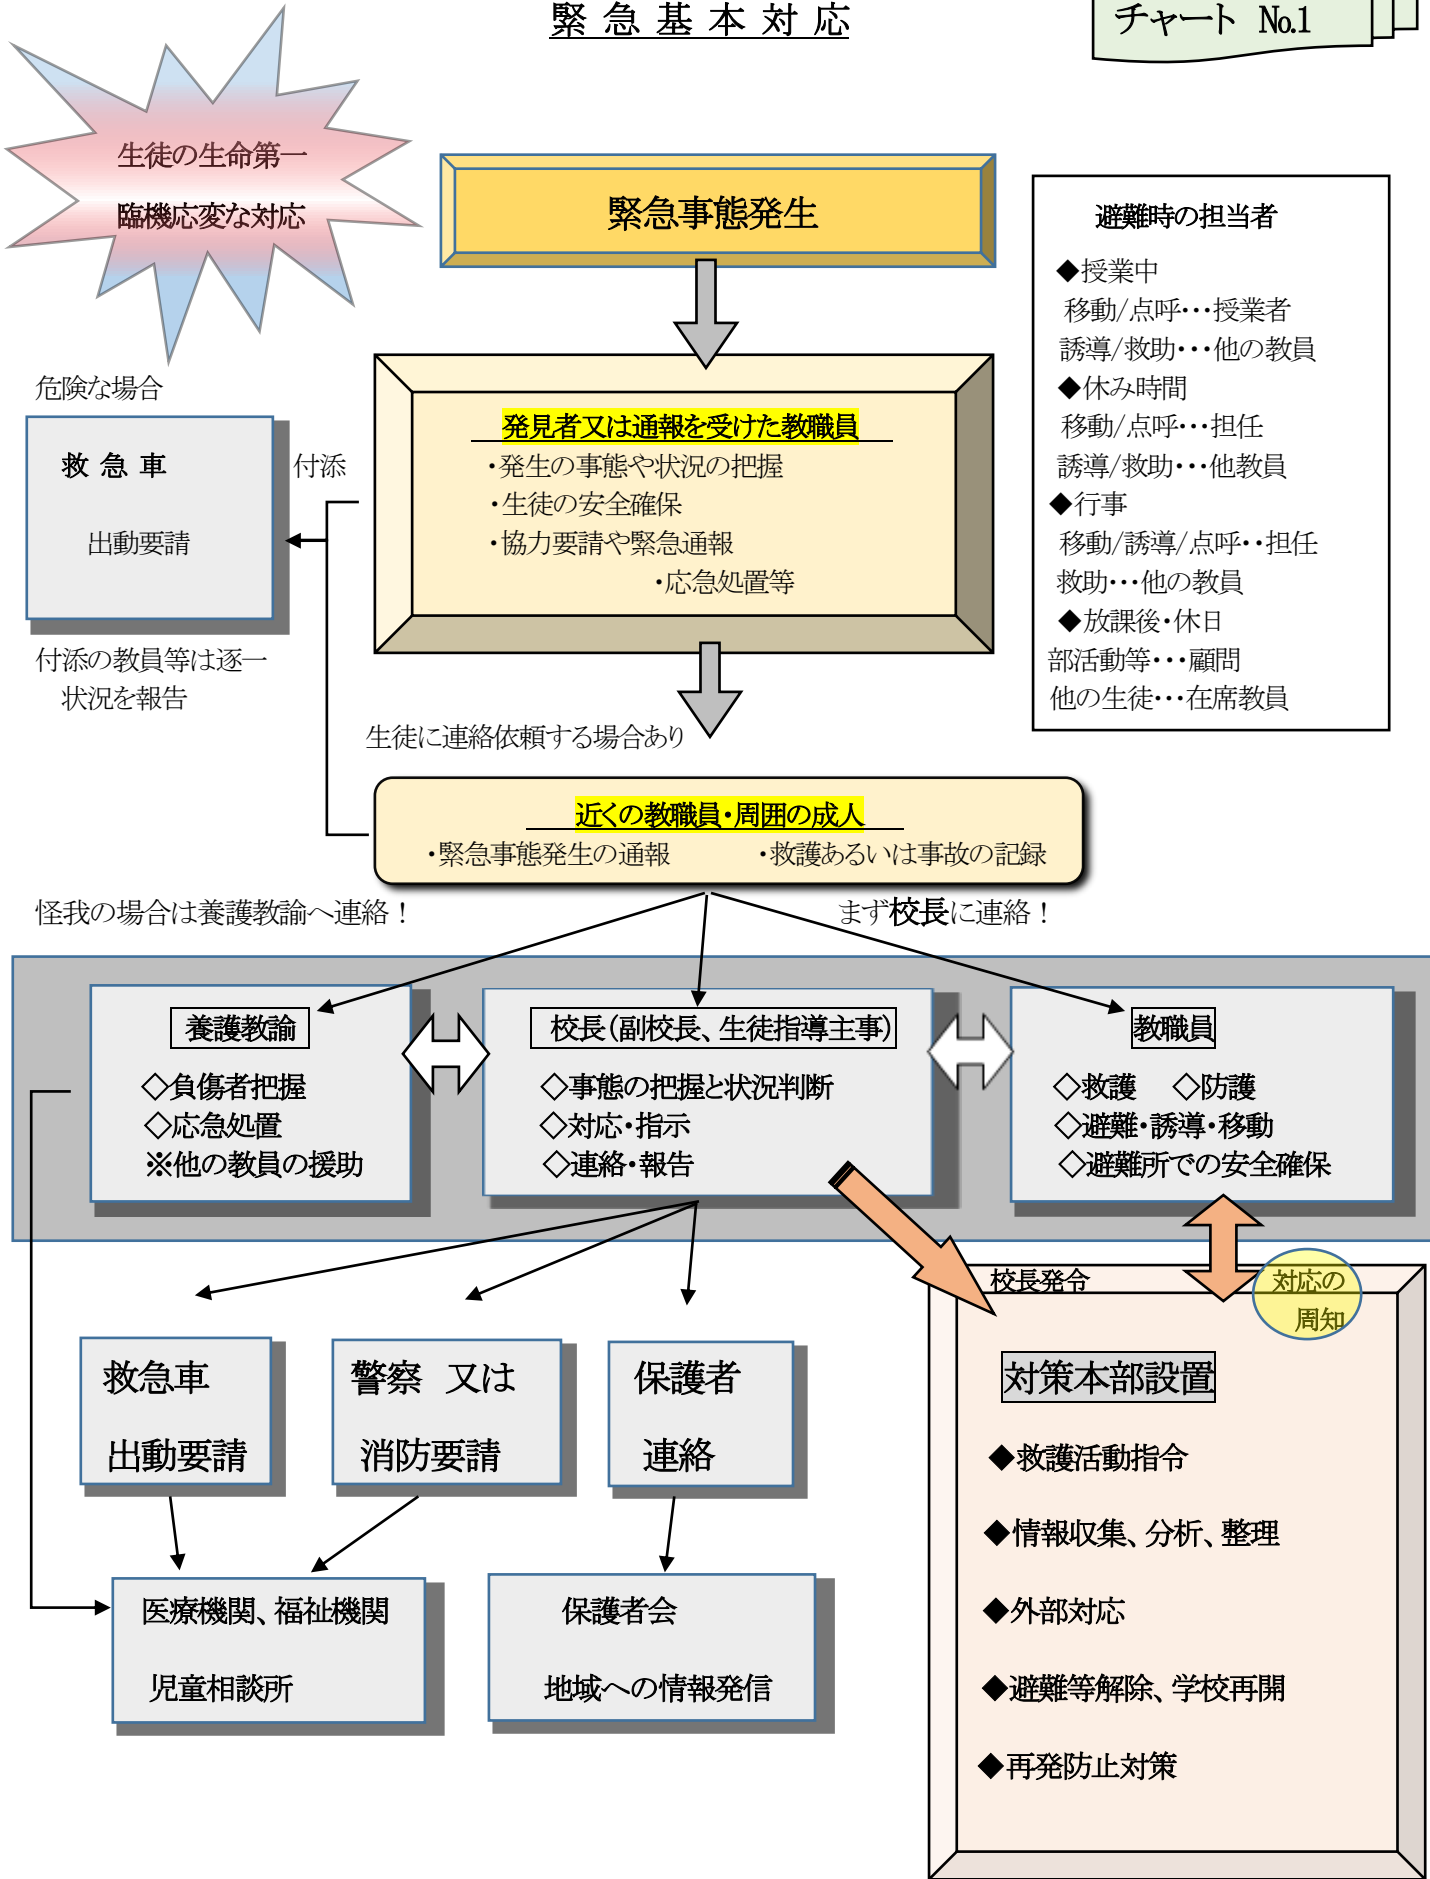 緊急基本対応
チャート №1
生徒の生命第一
臨機応変な対応
緊急事態発生
避難時の担当者
◆授業中
移動/点呼・・・授業者
誘導/救助・・・他の教員
◆休み時間
移動/点呼・・・担任
誘導/救助・・・他教員
◆行事
移動/誘導/点呼・・担任
救助・・・他の教員
◆放課後・休日
部活動等・・・顧問
他の生徒・・・在席教員
危険な場合
救急車
出動要請
付添
付添の教員等は逐一
状況を報告
発見者又は通報を受けた教職員
・発生の事態や状況の把握
・生徒の安全確保
・協力要請や緊急通報
・応急処置等
生徒に連絡依頼する場合あり
近くの教職員・周囲の成人
・緊急事態発生の通報　・救護あるいは事故の記録
怪我の場合は養護教諭へ連絡！
まず校長に連絡！
養護教諭
◇負傷者把握
◇応急処置
※他の教員の援助
校長（副校長、生徒指導主事）
◇事態の把握と状況判断
◇対応・指示
◇連絡・報告
教職員
◇救護　◇防護
◇避難・誘導・移動
◇避難所での安全確保
校長発令
対応の
周知
救急車
出動要請
警察　又は
消防要請
保護者
連絡
医療機関、福祉機関
児童相談所
保護者会
地域への情報発信
対策本部設置
◆救護活動指令
◆情報収集、分析、整理
◆外部対応
◆避難等解除、学校再開
◆再発防止対策